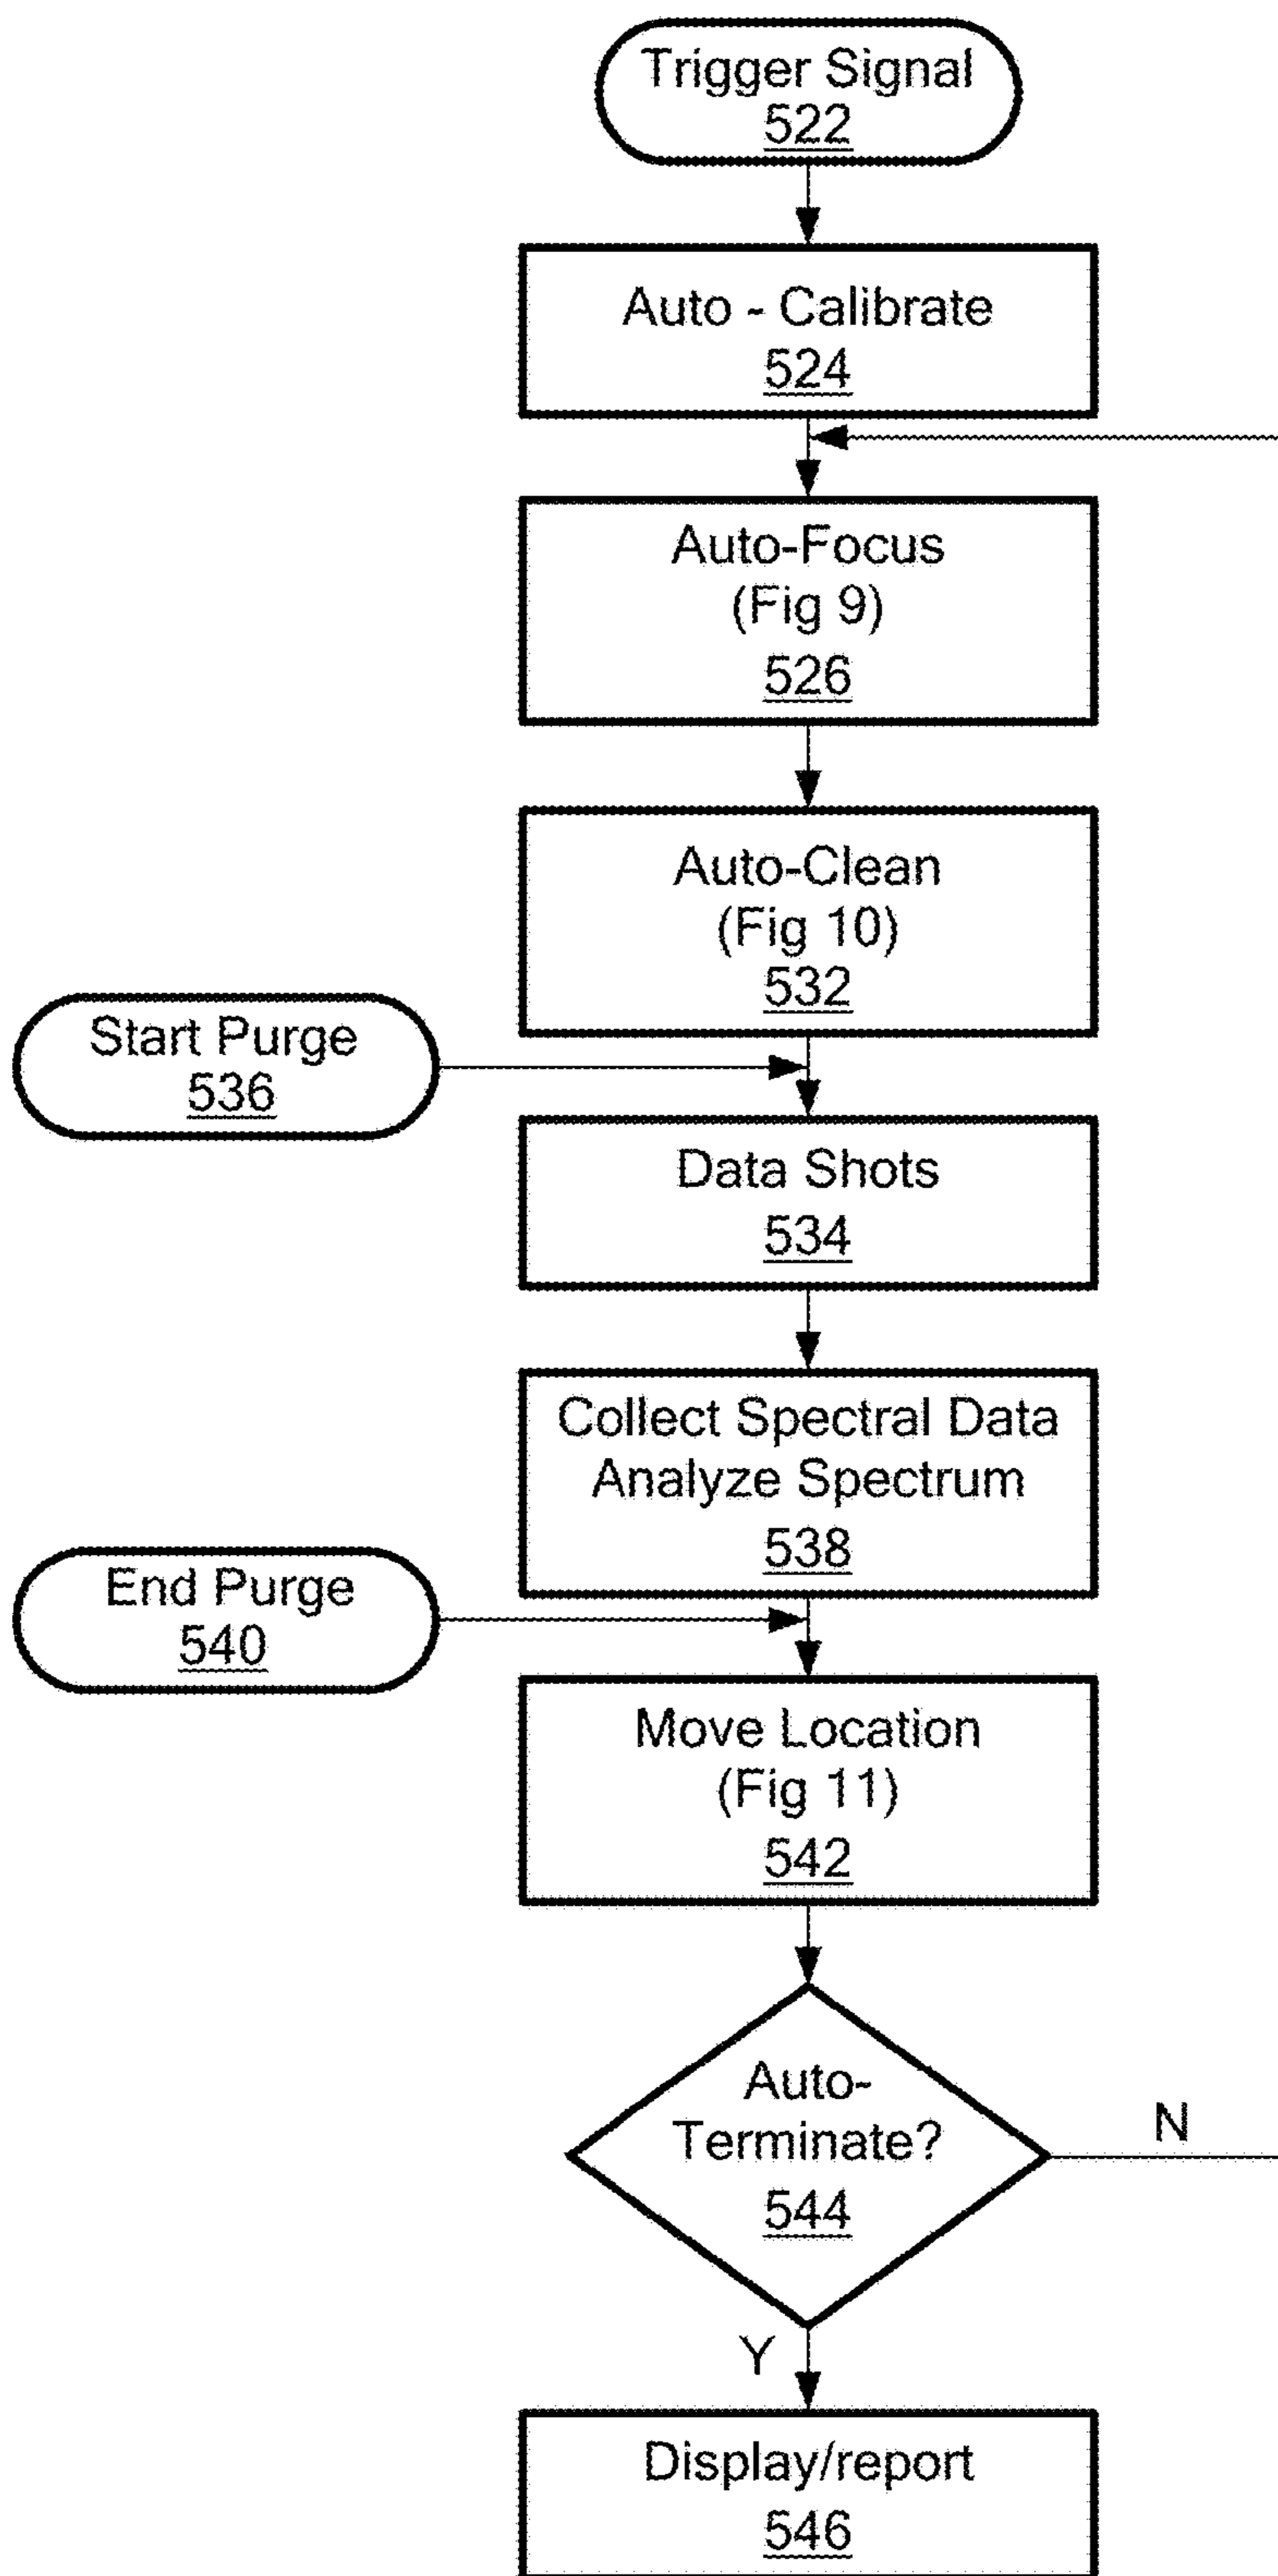 Trigger Signal
522
Auto - Calibrate
524
Auto-Focus
(Fig 9)
526
Auto-Clean
(Fig 10)
532
Start Purge
536
Data Shots
534
Collect Spectral Data
Analyze Spectrum
538
End Purge
540
Move Location
(Fig 11)
542
Auto-
Terminate?
544
N
Y
Display/report
546